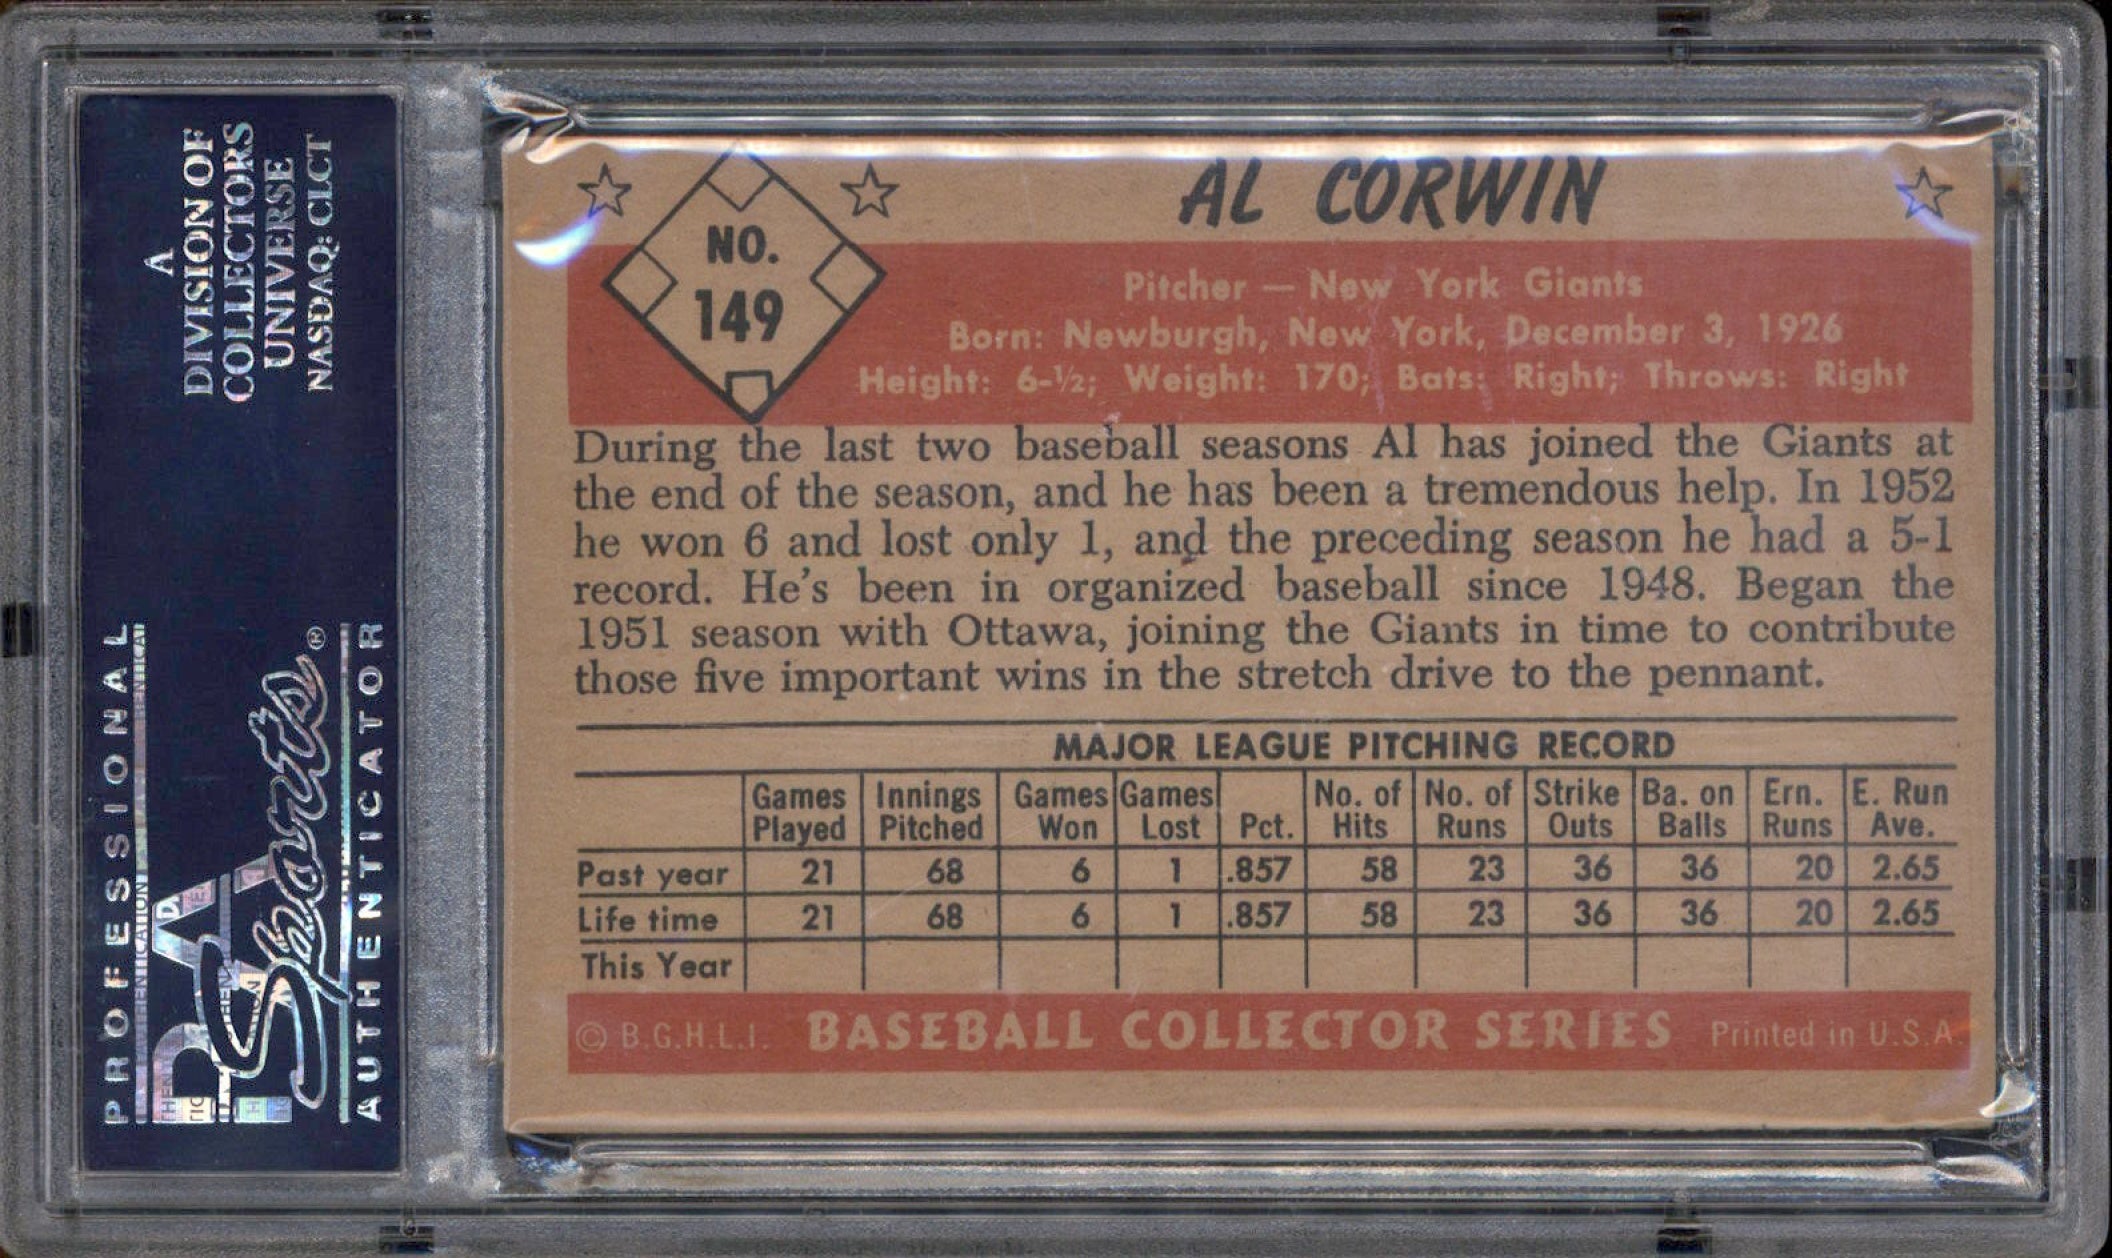 A
DIVISION OF
COLLECTORS
UNIVERSE
NASDAQ: CLCT
PROFESSIONAL
PSA
Sports®
AUTHENTICATOR
AL CORWIN
NO.
149
Pitcher — New York Giants
Born: Newburgh, New York, December 3, 1926
Height: 6-½; Weight: 170; Bats: Right; Throws: Right
During the last two baseball seasons Al has joined the Giants at
the end of the season, and he has been a tremendous help. In 1952
he won 6 and lost only 1, and the preceding season he had a 5-1
record. He's been in organized baseball since 1948. Began the
1951 season with Ottawa, joining the Giants in time to contribute
those five important wins in the stretch drive to the pennant.
MAJOR LEAGUE PITCHING RECORD
Games Played Innings Pitched Games Won Games Lost Pct. No. of Hits No. of Runs Strike Outs Ba. on Balls Ern. Runs E. Run Ave.
Past year 21 68 6 1 .857 58 23 36 36 20 2.65
Life time 21 68 6 1 .857 58 23 36 36 20 2.65
This Year
© B.G.H.L.I. BASEBALL COLLECTOR SERIES Printed in U.S.A.